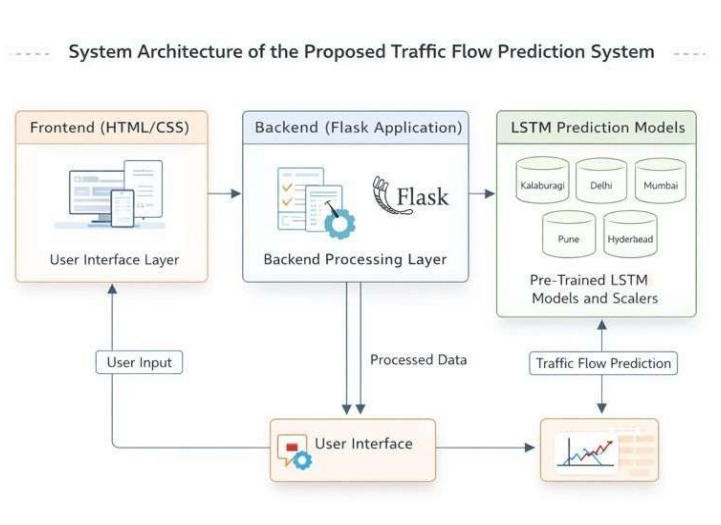 System Architecture of the Proposed Traffic Flow Prediction System
Frontend (HTML/CSS)
User Interface Layer
Backend (Flask Application)
Flask
Backend Processing Layer
LSTM Prediction Models
Kalaburagi
Delhi
Mumbai
Pune
Hyderhead
Pre-Trained LSTM
Models and Scalers
User Input
Processed Data
Traffic Flow Prediction
User Interface